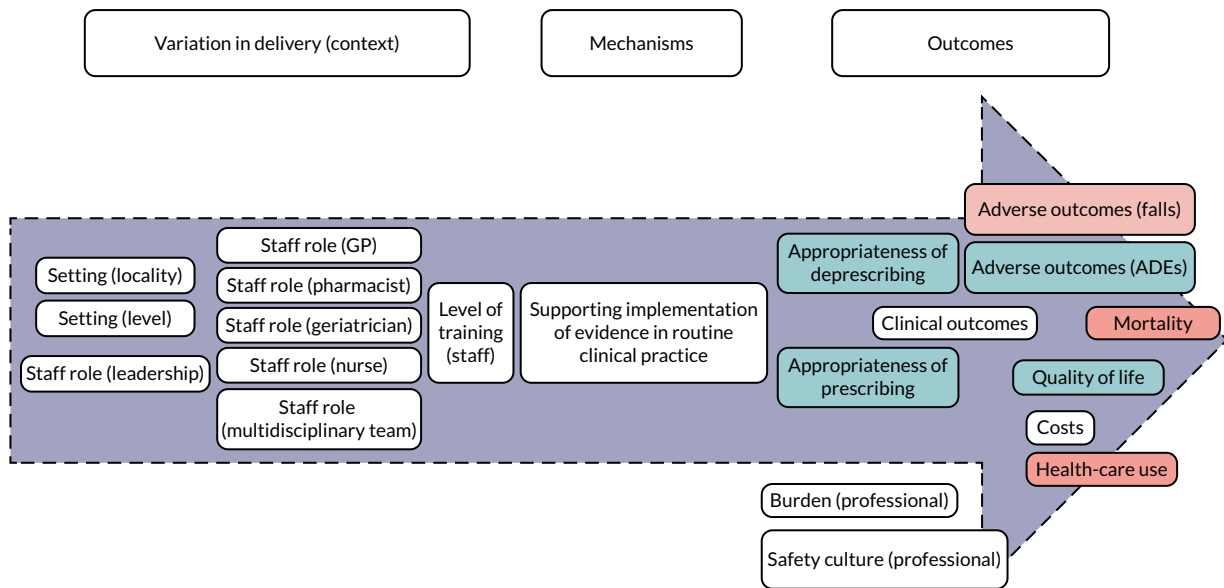 Variation in delivery (context)
Mechanisms
Outcomes
Setting (locality)
Setting (level)
Staff role (leadership)
Staff role (GP)
Staff role (pharmacist)
Staff role (geriatrician)
Staff role (nurse)
Staff role
(multidisciplinary team)
Level of
training
(staff)
Supporting implementation
of evidence in routine
clinical practice
Appropriateness of
deprescribing
Appropriateness of
prescribing
Adverse outcomes (falls)
Adverse outcomes (ADEs)
Clinical outcomes
Mortality
Quality of life
Costs
Health-care use
Burden (professional)
Safety culture (professional)